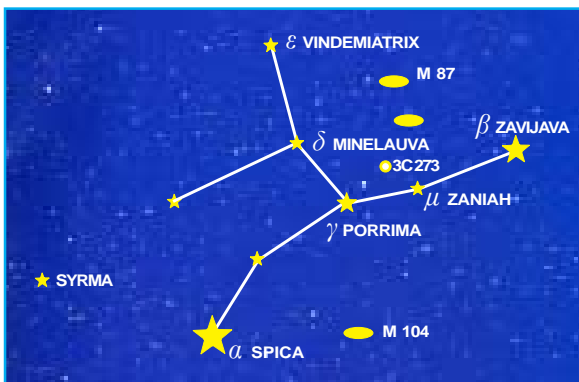 ε VINDEMIATRIX
M 87
β ZAVIJAVA
δ MINELAUVA
3C273
μ ZANIAH
γ PORRIMA
SYRMA
M 104
α SPICA